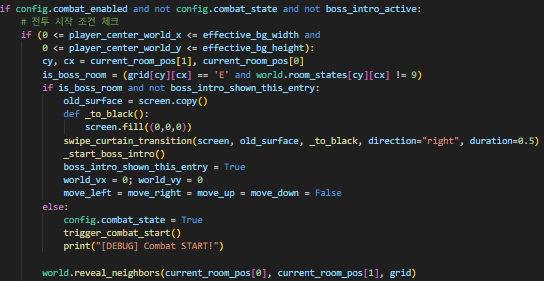 if config.combat_enabled and not config.combat_state and not boss_intro_active:
# 전투 시작 조건 체크
if (0 <= player_center_world_x <= effective_bg_width and
0 <= player_center_world_y <= effective_bg_height):
cy, cx = current_room_pos[1], current_room_pos[0]
is_boss_room = (grid[cy][cx] == 'E' and world.room_states[cy][cx] != 9)
if is_boss_room and not boss_intro_shown_this_entry:
old_surface = screen.copy()
def _to_black():
screen.fill((0,0,0))
swipe_curtain_transition(screen, old_surface, _to_black, direction="right", duration=0.5)
_start_boss_intro()
boss_intro_shown_this_entry = True
world_vx = 0; world_vy = 0
move_left = move_right = move_up = move_down = False
else:
config.combat_state = True
trigger_combat_start()
print("[DEBUG] Combat START!")
world.reveal_neighbors(current_room_pos[0], current_room_pos[1], grid)